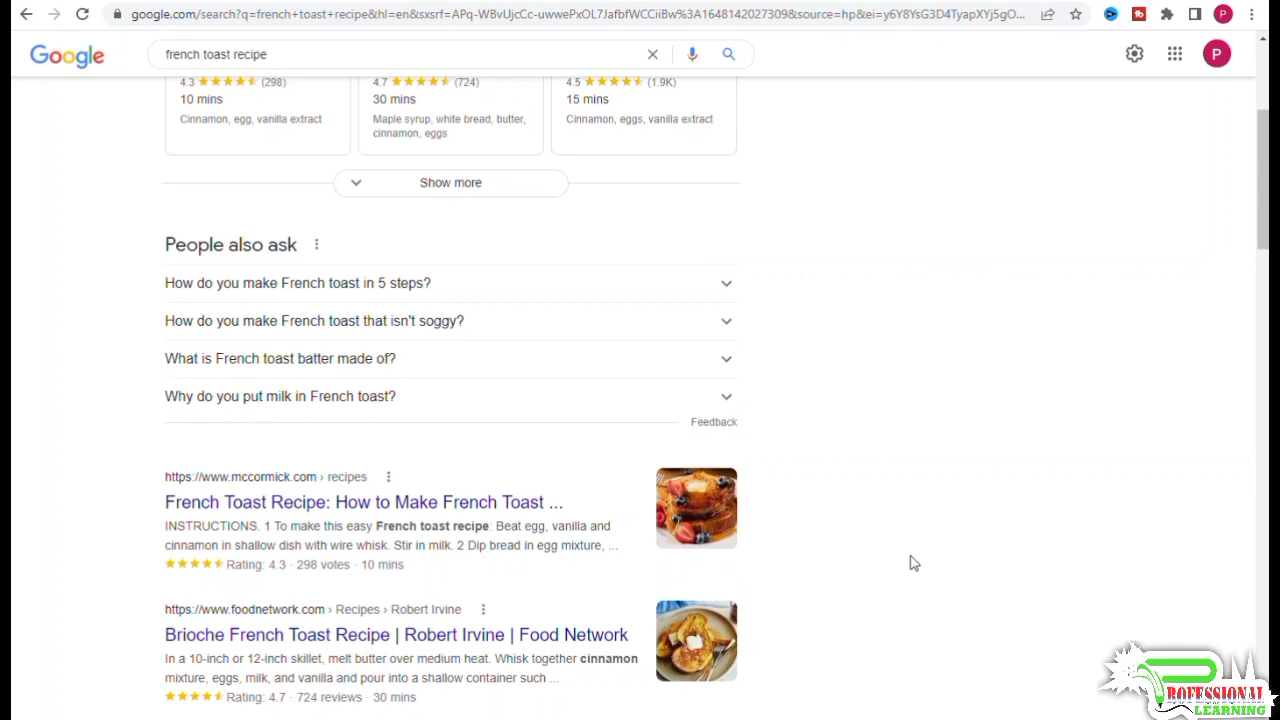 google.com/search?q=french+toast+recipe&hl=en&sxsrf=APq-WBvUjcCc-uwwePxOL7JafbfWCCiiBw%3A1648142027309&source=hp&ei=y6Y8YsG3D4TyapXYj5gO...
P
Google
french toast recipe
P
4.3 (298)
10 mins
Cinnamon, egg, vanilla extract
4.7 (724)
30 mins
Maple syrup, white bread, butter,
cinnamon, eggs
4.5 (1.9K)
15 mins
Cinnamon, eggs, vanilla extract
Show more
People also ask
How do you make French toast in 5 steps?
How do you make French toast that isn't soggy?
What is French toast batter made of?
Why do you put milk in French toast?
Feedback
https://www.mccormick.com › recipes
French Toast Recipe: How to Make French Toast ...
INSTRUCTIONS. 1 To make this easy French toast recipe: Beat egg, vanilla and
cinnamon in shallow dish with wire whisk. Stir in milk. 2 Dip bread in egg mixture, ...
Rating: 4.3 · 298 votes · 10 mins
https://www.foodnetwork.com › Recipes › Robert Irvine
Brioche French Toast Recipe | Robert Irvine | Food Network
In a 10-inch or 12-inch skillet, melt butter over medium heat. Whisk together cinnamon
mixture, eggs, milk, and vanilla and pour into a shallow container such ...
Rating: 4.7 · 724 reviews · 30 mins
PROFESSIONAL
LEARNING